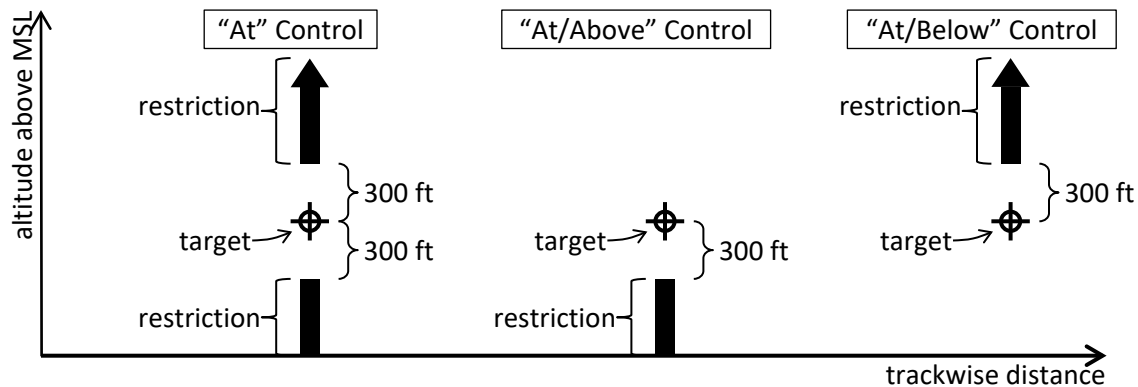 “At” Control
“At/Above” Control
“At/Below” Control
altitude above MSL
restriction
restriction
300 ft
300 ft
target
target
target
300 ft
300 ft
restriction
restriction
trackwise distance